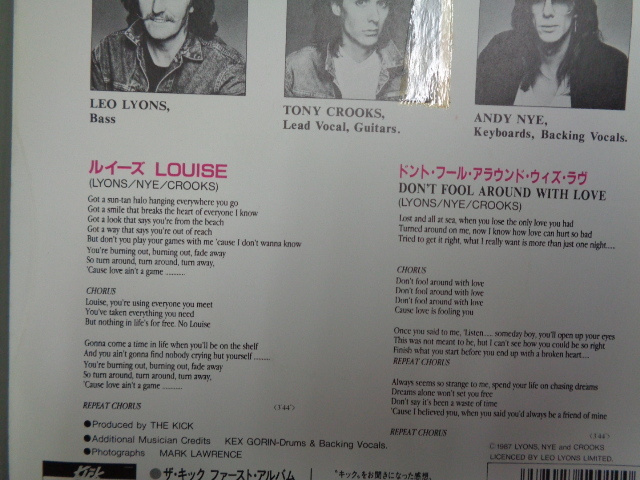 LEO LYONS,
Bass
TONY CROOKS,
Lead Vocal, Guitars.
ANDY NYE,
Keyboards, Backing Vocals.
ルイーズ LOUISE
(LYONS/NYE/CROOKS)
Got a sun-tan halo hanging everywhere you go
Got a smile that breaks the heart of everyone I know
Got a look that says you're from the beach
Got a way that says you're out of reach
But don't you play your games with me 'cause I don't wanna know
You're burning out, burning out, fade away
So turn around, turn around, turn away,
'Cause love ain't a game ..........
CHORUS
Louise, you're using everyone you meet
You've taken everything you need
But nothing in life's for free. No Louise
Gonna come a time in life when you'll be on the shelf
And you ain't gonna find nobody crying but yourself ........
You're burning out, burning out, fade away
So turn around, turn around, turn away,
'Cause love ain't a game ..........
REPEAT CHORUS
(3'44")
●Produced by THE KICK
●Additional Musician Credits KEX GORIN-Drums & Backing Vocals.
●Photographs MARK LAWRENCE
ドント・フール・アラウンド・ウィズ・ラヴ
DON'T FOOL AROUND WITH LOVE
(LYONS/NYE/CROOKS)
Lost and all at sea, when you lose the only love you had
Turned around on me, now I know how love can hurt so bad
Tried to get it right, what I really want is more than just one night.....
CHORUS
Don't fool around with love
Don't fool around with love
Don't fool around with love
Cause love is fooling you
Once you said to me, 'Listen..... someday boy, you'll open up your eyes
This was not meant to be, but I can't see how you could be so right
Finish what you start before you end up with a broken heart....
REPEAT CHORUS
Always seems so strange to me, spend your life on chasing dreams
Dreams alone won't set you free
Don't say it's been a waste of time
'Cause I believed you, when you said you'd always be a friend of mine
REPEAT CHORUS
©1987 LYONS, NYE and CROOKS
LICENCED BY LEO LYONS LIMITED.
●ザ・キック ファースト・アルバム
"キック"をお聞きになった感想、